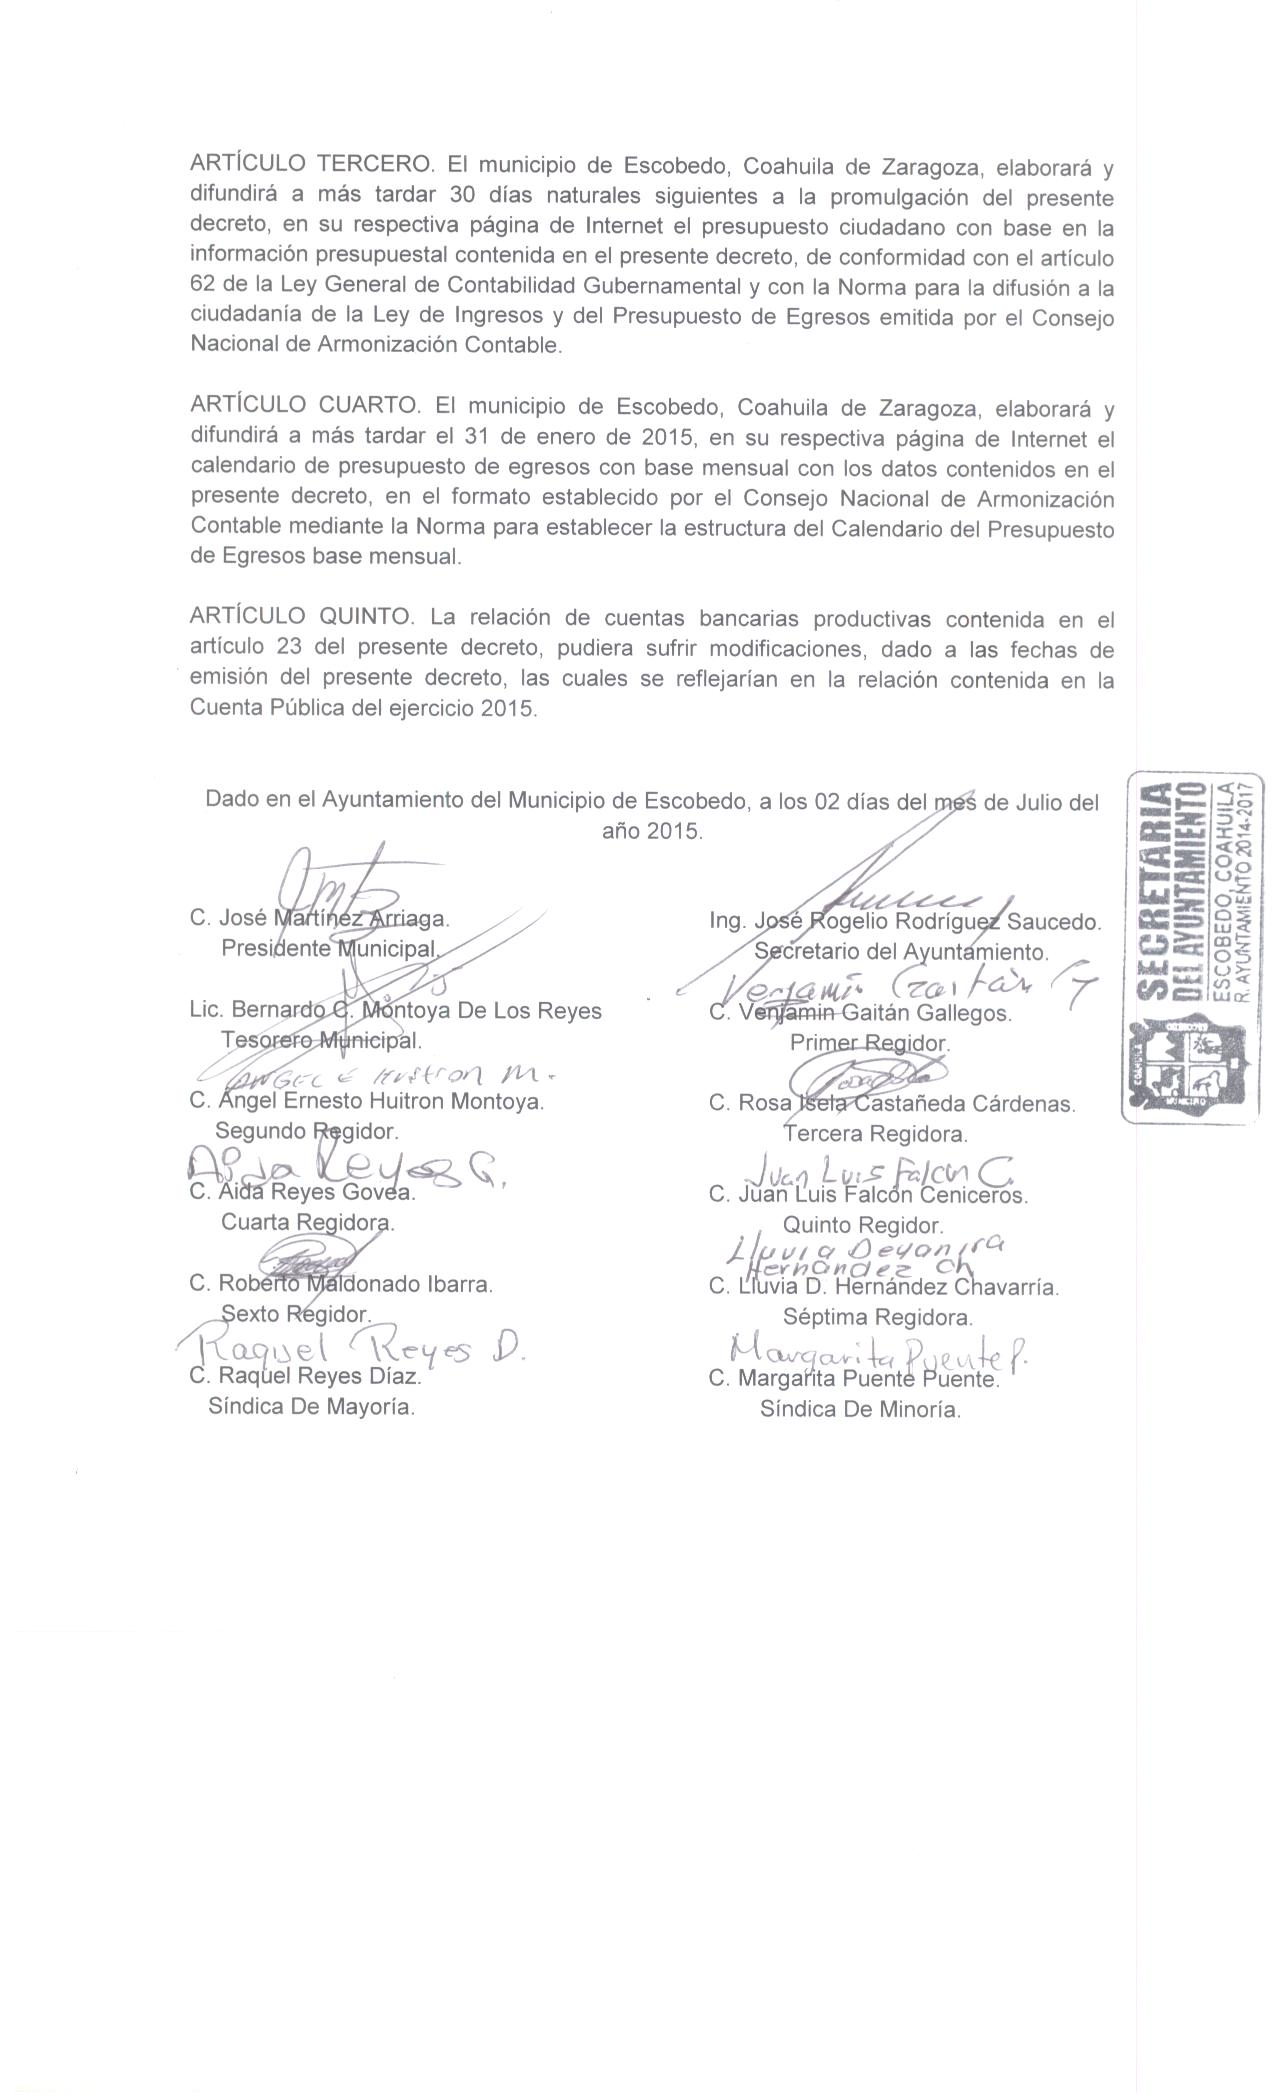 ARTÍCULO TERCERO. El municipio de Escobedo, Coahuila de Zaragoza, elaborará y
difundirá a más tardar 30 días naturales siguientes a la promulgación del presente
decreto, en su respectiva página de Internet el presupuesto ciudadano con base en la
información presupuestal contenida en el presente decreto, de conformidad con el artículo
62 de la Ley General de Contabilidad Gubernamental y con la Norma para la difusión a la
ciudadanía de la Ley de Ingresos y del Presupuesto de Egresos emitida por el Consejo
Nacional de Armonización Contable.
ARTÍCULO CUARTO. El municipio de Escobedo, Coahuila de Zaragoza, elaborará y
difundirá a más tardar el 31 de enero de 2015, en su respectiva página de Internet el
calendario de presupuesto de egresos con base mensual con los datos contenidos en el
presente decreto, en el formato establecido por el Consejo Nacional de Armonización
Contable mediante la Norma para establecer la estructura del Calendario del Presupuesto
de Egresos base mensual.
ARTÍCULO QUINTO. La relación de cuentas bancarias productivas contenida en el
artículo 23 del presente decreto, pudiera sufrir modificaciones, dado a las fechas de
emisión del presente decreto, las cuales se reflejarían en la relación contenida en la
Cuenta Pública del ejercicio 2015.
Dado en el Ayuntamiento del Municipio de Escobedo, a los 02 días del mes de Julio del
año 2015.
C. José Martínez Arriaga.
Presidente Municipal.
Ing. José Rogelio Rodríguez Saucedo.
Secretario del Ayuntamiento.
Venjamin Gaitán G
Lic. Bernardo C. Montoya De Los Reyes
Tesorero Municipal.
C. Venjamin Gaitán Gallegos.
Primer Regidor.
ANGEL E Huitron M.
C. Ángel Ernesto Huitron Montoya.
Segundo Regidor.
C. Rosa Isela Castañeda Cárdenas.
Tercera Regidora.
Aida Reyes G.
C. Aida Reyes Govea.
Cuarta Regidora.
Juan Luis Falcon C.
C. Juan Luis Falcón Ceniceros.
Quinto Regidor.
Lluvia Deyanira
Hernández Ch
C. Roberto Maldonado Ibarra.
Sexto Regidor.
C. Lluvia D. Hernández Chavarría.
Séptima Regidora.
Raquel Reyes D.
C. Raquel Reyes Díaz.
Síndica De Mayoría.
Margarita Puente P.
C. Margarita Puente Puente.
Síndica De Minoría.
SECRETARIA
DEL AYUNTAMIENTO
ESCOBEDO, COAHUILA
R. AYUNTAMIENTO 2014-2017
COAHUILA
ESCOBEDO
MUNICIPIO